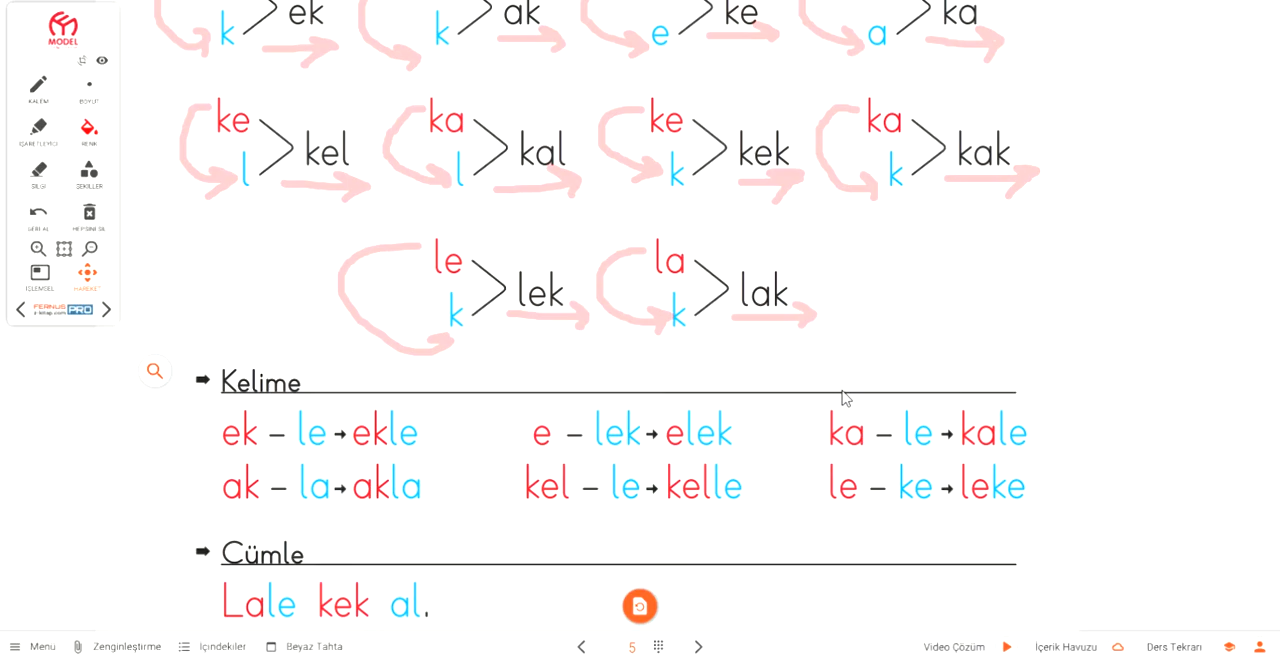 MODEL
k > ek
k > ak
e > ke
a > ka
KALEM BOYUT
İŞARETLEYİCİ RENK
SİLGİ ŞEKİLLER
GERİ AL HEPSİNİ SİL
İŞLEMSEL HAREKET
FERNUS PRO
e-kitap.com
ke l > kel
ka l > kal
ke k > kek
ka k > kak
le k > lek
la k > lak
➡ Kelime
ek – le → ekle e – lek → elek ka – le → kale
ak – la → akla kel – le → kelle le – ke → leke
➡ Cümle
Lale kek al.
Menü Zenginleştirme İçindekiler Beyaz Tahta 5 Video Çözüm İçerik Havuzu Ders Tekrarı